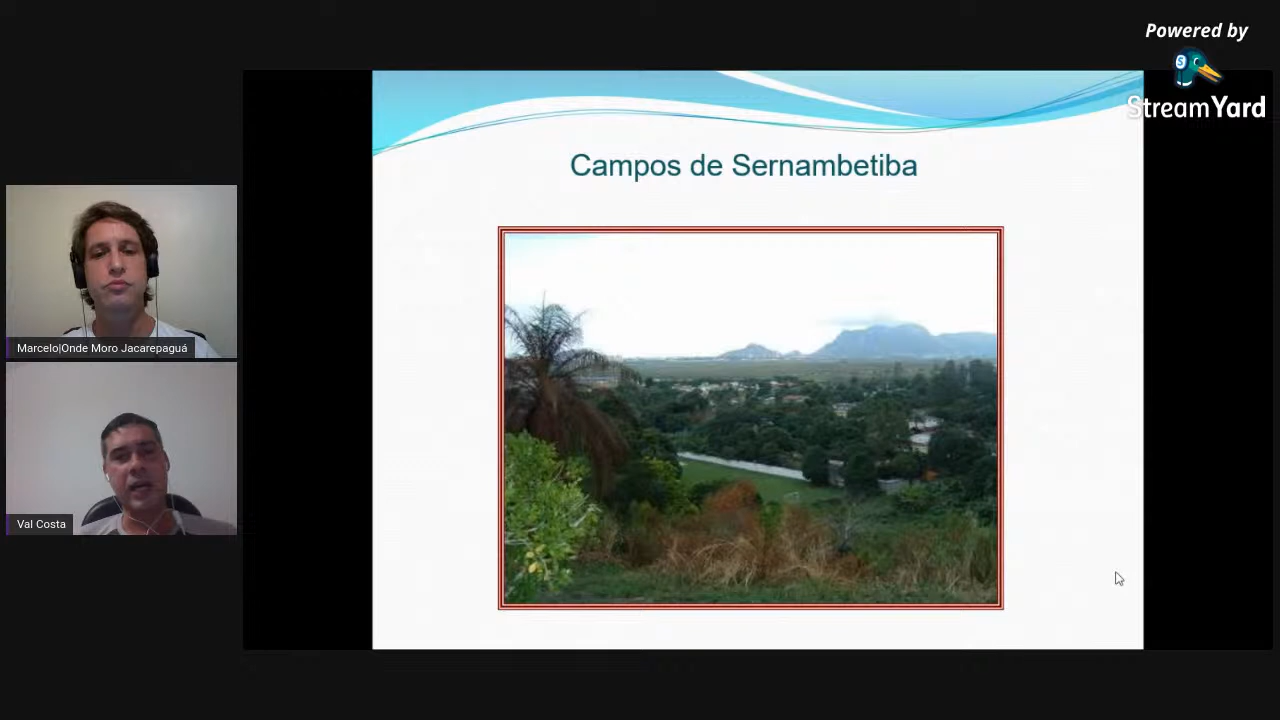 Powered by
StreamYard
Campos de Sernambetiba
Marcelo|Onde Moro Jacarepaguá
Val Costa